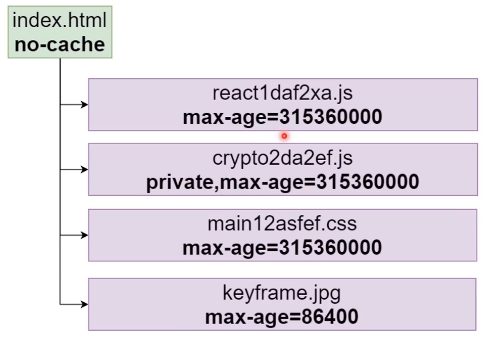 index.html
no-cache
react1daf2xa.js
max-age=315360000
crypto2da2ef.js
private,max-age=315360000
main12asfef.css
max-age=315360000
keyframe.jpg
max-age=86400